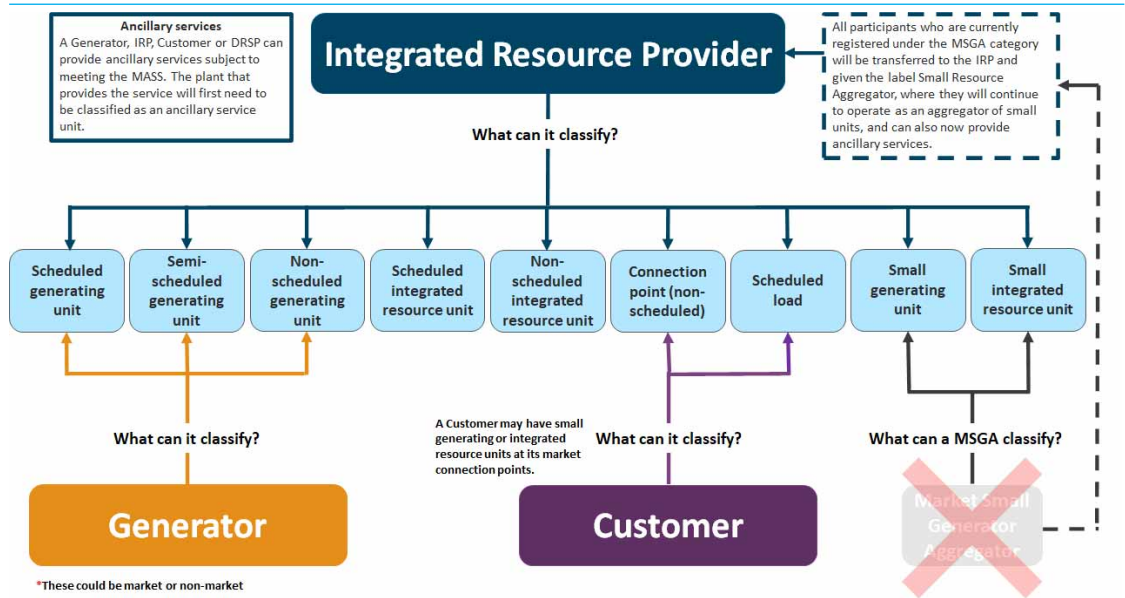 Ancillary services
A Generator, IRP, Customer or DRSP can
provide ancillary services subject to
meeting the MASS. The plant that
provides the service will first need to
be classified as an ancillary service
unit.
Integrated Resource Provider
All participants who are currently
registered under the MSGA category
will be transferred to the IRP and
given the label Small Resource
Aggregator, where they will continue
to operate as an aggregator of small
units, and can also now provide
ancillary services.
What can it classify?
Scheduled
generating
unit
Semi-
scheduled
generating
unit
Non-
scheduled
generating
unit
Scheduled
integrated
resource unit
Non-
scheduled
integrated
resource unit
Connection
point (non-
scheduled)
Scheduled
load
Small
generating
unit
Small
integrated
resource unit
What can it classify?
A Customer may have small
generating or integrated
resource units at its market
connection points.
What can it classify?
What can a MSGA classify?
Generator
Customer
Market Small
Generator
Aggregator
*These could be market or non-market